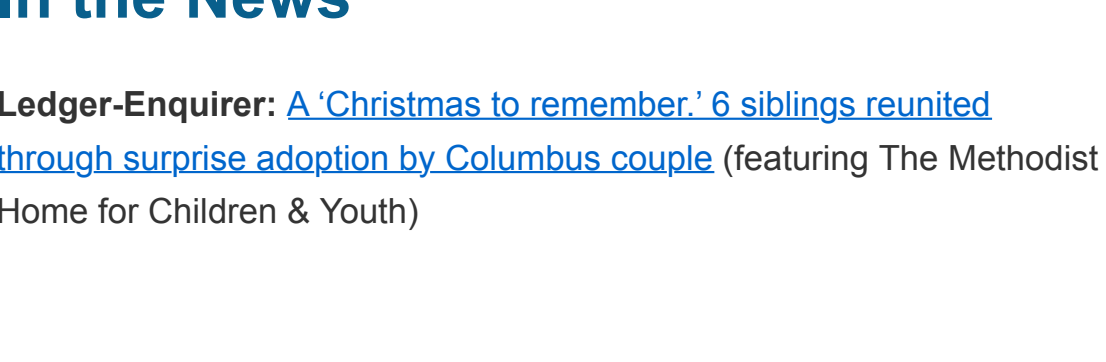 In the News
Ledger-Enquirer: A ‘Christmas to remember.’ 6 siblings reunited
through surprise adoption by Columbus couple (featuring The Methodist
Home for Children & Youth)